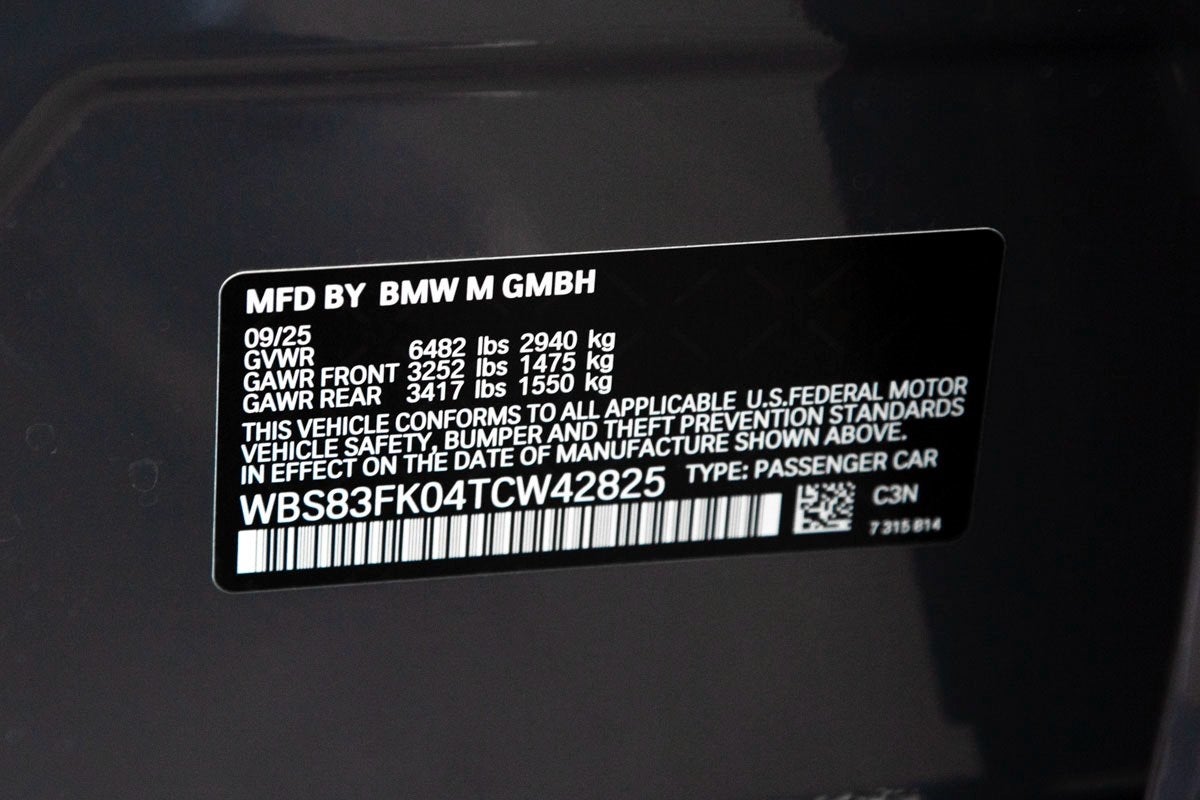 MFD BY BMW M GMBH
09/25
GVWR 6482 lbs 2940 kg
GAWR FRONT 3252 lbs 1475 kg
GAWR REAR 3417 lbs 1550 kg
THIS VEHICLE CONFORMS TO ALL APPLICABLE U.S.FEDERAL MOTOR
VEHICLE SAFETY, BUMPER AND THEFT PREVENTION STANDARDS
IN EFFECT ON THE DATE OF MANUFACTURE SHOWN ABOVE.
WBS83FK04TCW42825 TYPE: PASSENGER CAR
C3N
7 315 814